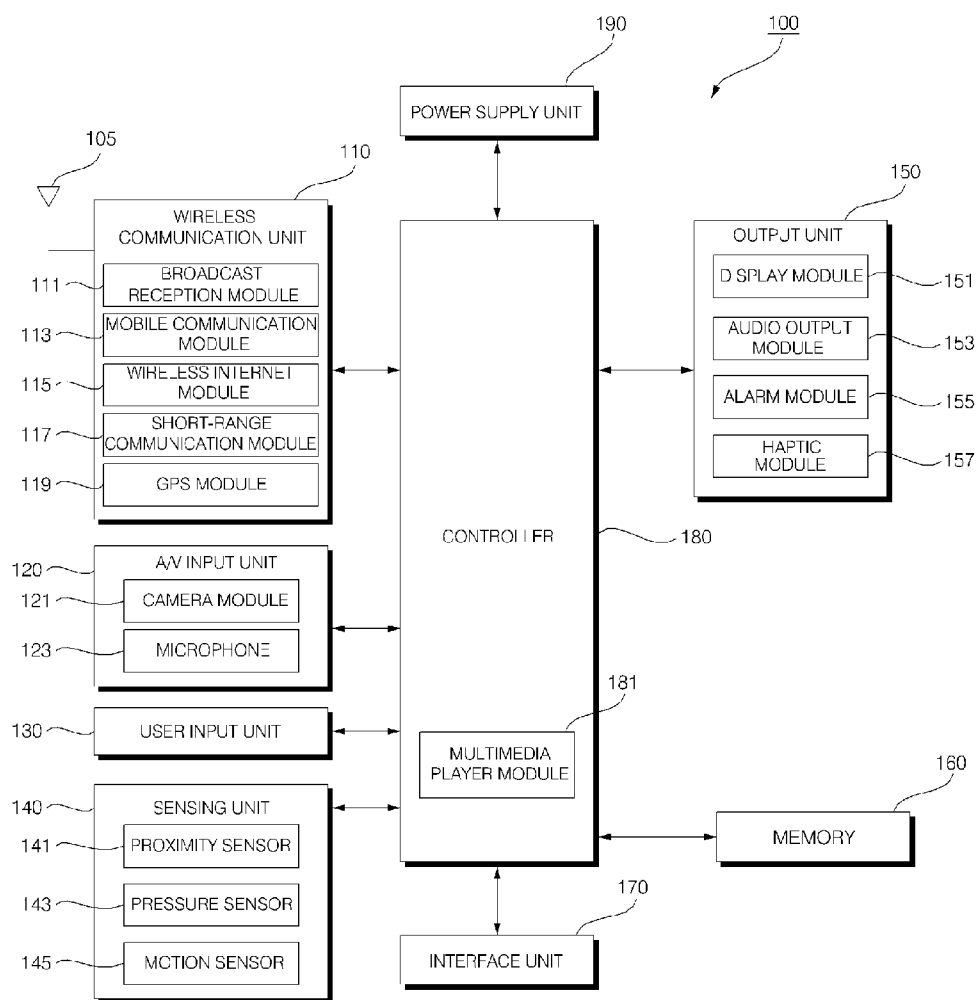 100
190
POWER SUPPLY UNIT
105
110
WIRELESS
COMMUNICATION UNIT
111
BROADCAST
RECEPTION MODULE
113
MOBILE COMMUNICATION
MODULE
115
WIRELESS INTERNET
MODULE
117
SHORT-RANGE
COMMUNICATION MODULE
119
GPS MODULE
120
A/V INPUT UNIT
121
CAMERA MODULE
123
MICROPHONE
130
USER INPUT UNIT
140
SENSING UNIT
141
PROXIMITY SENSOR
143
PRESSURE SENSOR
145
MOTION SENSOR
CONTROLLER
180
181
MULTIMEDIA
PLAYER MODULE
150
OUTPUT UNIT
DISPLAY MODULE
151
AUDIO OUTPUT
MODULE
153
ALARM MODULE
155
HAPTIC
MODULE
157
160
MEMORY
170
INTERFACE UNIT